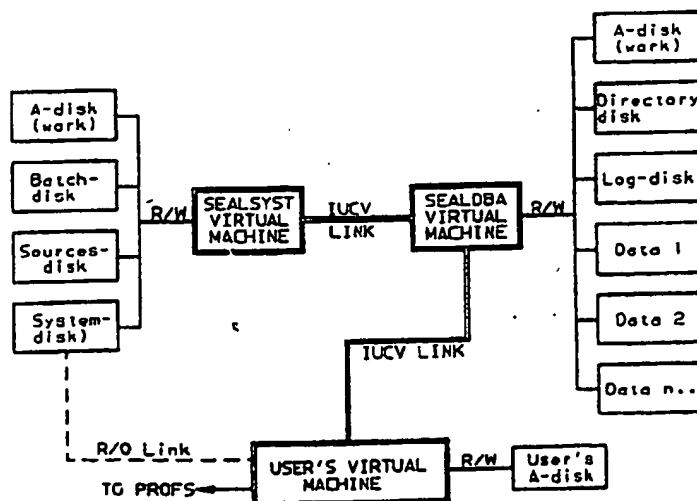 A-disk
(work)
Batch-
disk
Sources-
disk
System-
disk)
R/W
SEALSYST
VIRTUAL
MACHINE
IUCV
LINK
SEALDBA
VIRTUAL
MACHINE
R/W
A-disk
(work)
Directory
disk
Log-disk
Data 1
Data 2
Data n..
IUCV LINK
R/O Link
USER'S VIRTUAL
MACHINE
R/W
User's
A-disk
TO PROFS